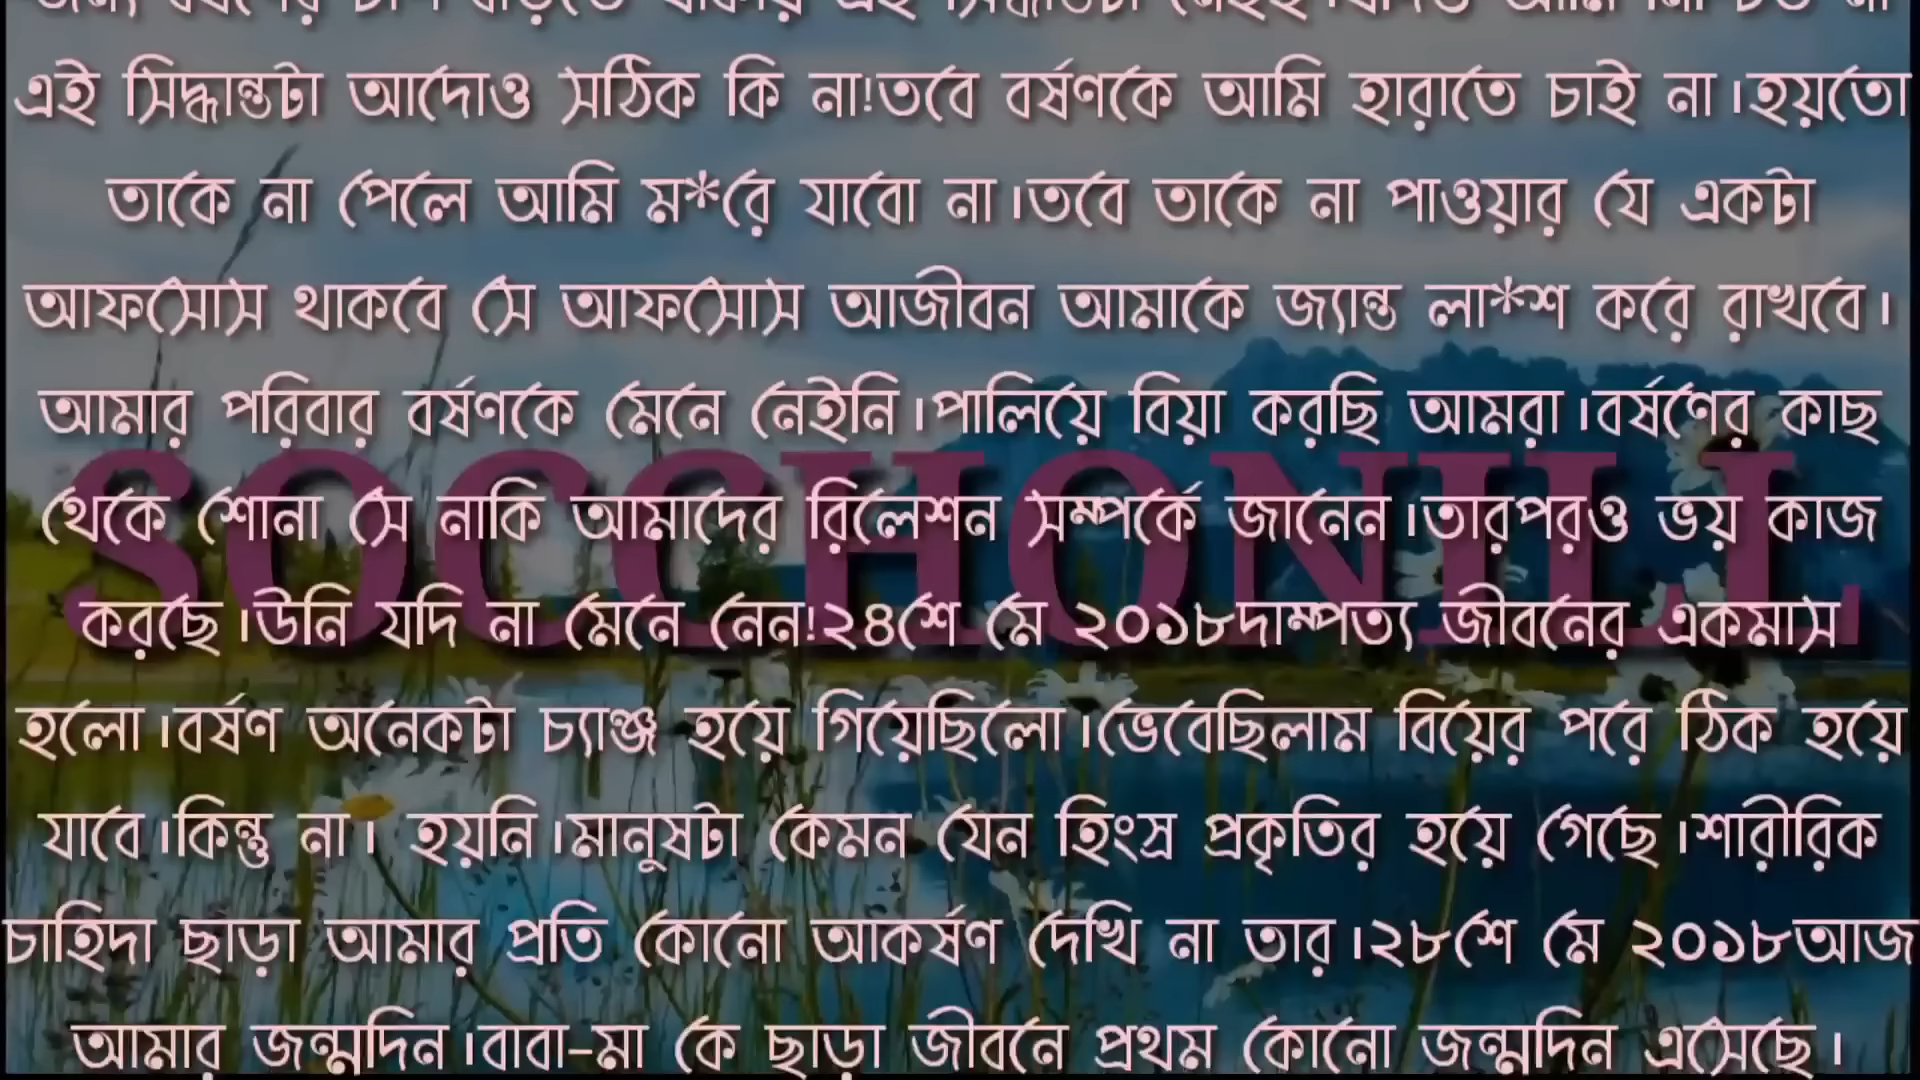 এই সিদ্ধান্তটা আদৌও সঠিক কি না!তবে বর্ষণকে আমি হারাতে চাই না।হয়তো
তাকে না পেলে আমি ম*রে যাবো না।তবে তাকে না পাওয়ার যে একটা
আফসোস থাকবে সে আফসোস আজীবন আমাকে জ্যান্ত লা*শ করে রাখবে।
আমার পরিবার বর্ষণকে মেনে নেইনি।পালিয়ে বিয়া করছি আমরা।বর্ষণের কাছ
থেকে শোনা সে নাকি আমাদের রিলেশন সম্পর্কে জানেন।তারপরও ভয় কাজ
করছে।উনি যদি না মেনে নেন!২৪শে মে ২০১৮দাম্পত্য জীবনের একমাস
হলো।বর্ষণ অনেকটা চ্যাঞ্জ হয়ে গিয়েছিলো।ভেবেছিলাম বিয়ের পরে ঠিক হয়ে
যাবে।কিন্তু না। হয়নি।মানুষটা কেমন যেন হিংস্র প্রকৃতির হয়ে গেছে।শারীরিক
চাহিদা ছাড়া আমার প্রতি কোনো আকর্ষণ দেখি না তার।২৮শে মে ২০১৮আজ
আমার জন্মদিন।বাবা-মা কে ছাড়া জীবনে প্রথম কোনো জন্মদিন এসেছে।
SOCCHONILL